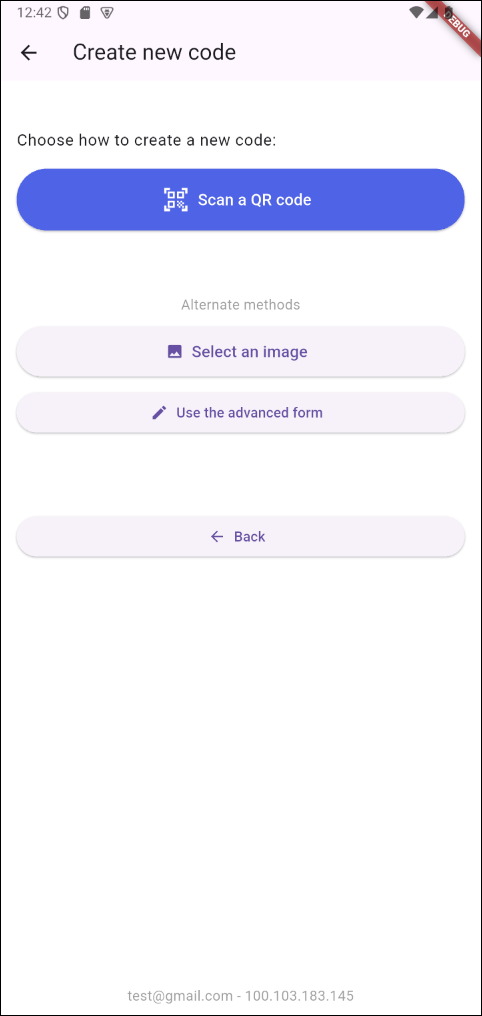 12:42
Create new code
Choose how to create a new code:
Scan a QR code
Alternate methods
Select an image
Use the advanced form
Back
test@gmail.com - 100.103.183.145